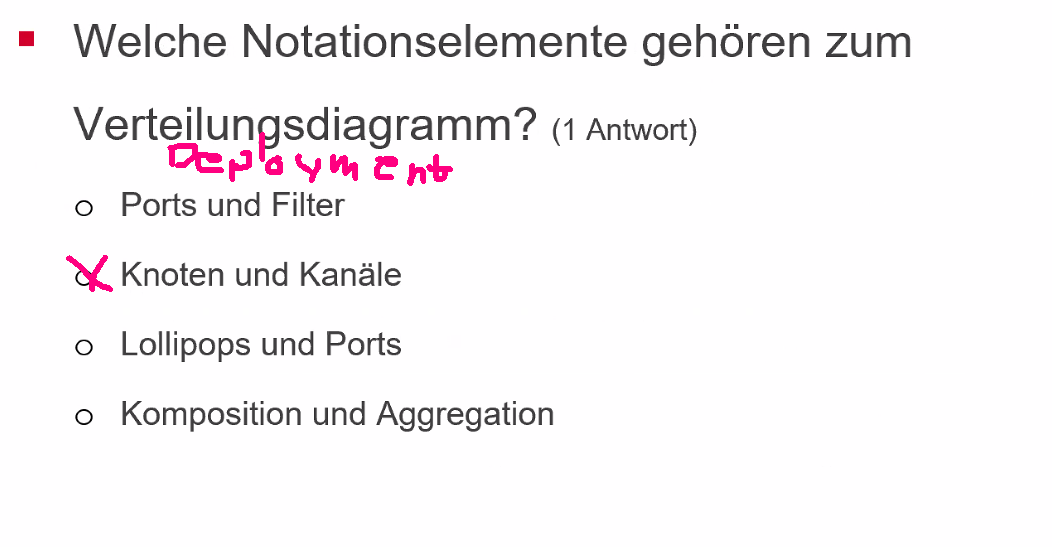 Welche Notationselemente gehören zum
Verteilungsdiagramm? (1 Antwort)
Deployment
Ports und Filter
Knoten und Kanäle
Lollipops und Ports
Komposition und Aggregation